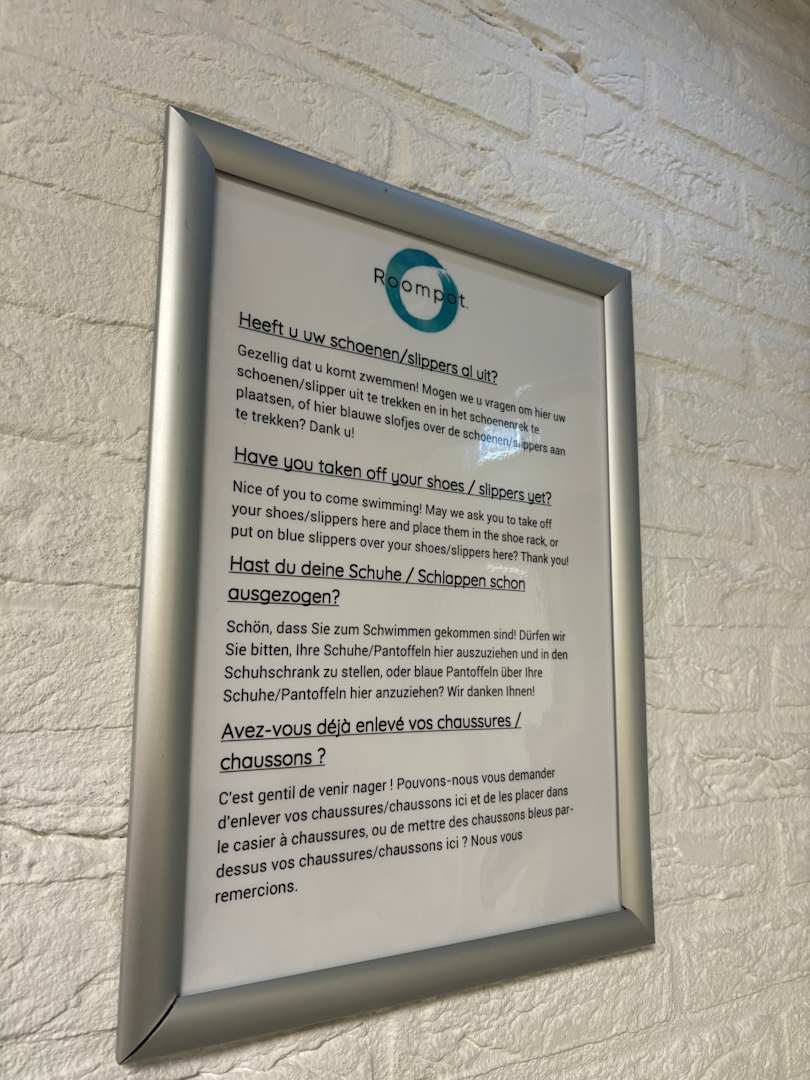 Roompot.
Heeft u uw schoenen/slippers al uit?
Gezellig dat u komt zwemmen! Mogen we u vragen om hier uw
schoenen/slipper uit te trekken en in het schoenenrek te
plaatsen, of hier blauwe slofjes over de schoenen/slippers aan
te trekken? Dank u!
Have you taken off your shoes / slippers yet?
Nice of you to come swimming! May we ask you to take off
your shoes/slippers here and place them in the shoe rack, or
put on blue slippers over your shoes/slippers here? Thank you!
Hast du deine Schuhe / Schlappen schon
ausgezogen?
Schön, dass Sie zum Schwimmen gekommen sind! Dürfen wir
Sie bitten, Ihre Schuhe/Pantoffeln hier auszuziehen und in den
Schuhschrank zu stellen, oder blaue Pantoffeln über Ihre
Schuhe/Pantoffeln hier anzuziehen? Wir danken Ihnen!
Avez-vous déjà enlevé vos chaussures /
chaussons ?
C'est gentil de venir nager ! Pouvons-nous vous demander
d'enlever vos chaussures/chaussons ici et de les placer dans
le casier à chaussures, ou de mettre des chaussons bleus par-
dessus vos chaussures/chaussons ici ? Nous vous
remercions.